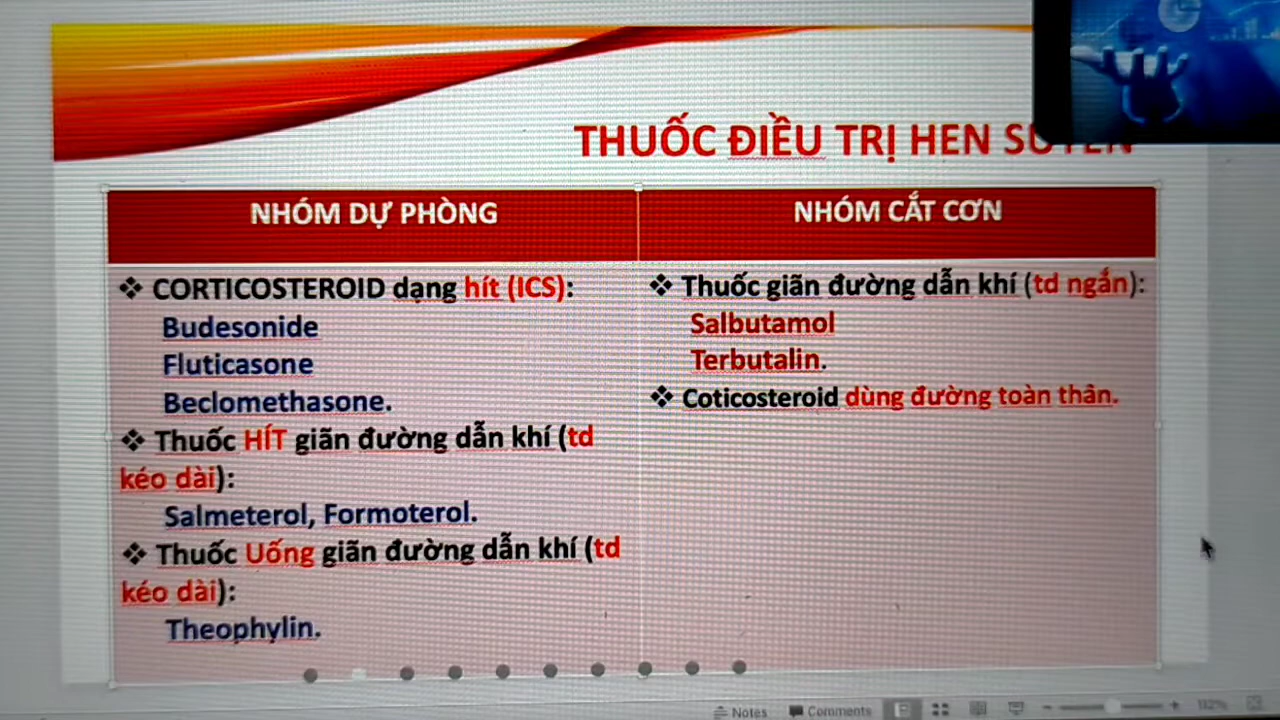 THUỐC ĐIỀU TRỊ HEN
NHÓM DỰ PHÒNG
❖ CORTICOSTEROID dạng hít (ICS):
Budesonide
Fluticasone
Beclomethasone.
❖ Thuốc HÍT giãn đường dẫn khí (td
kéo dài):
Salmeterol, Formoterol.
❖ Thuốc Uống giãn đường dẫn khí (td
kéo dài):
Theophylin.
NHÓM CẮT CƠN
❖ Thuốc giãn đường dẫn khí (td ngắn):
Salbutamol
Terbutalin.
❖ Coticosteroid dùng đường toàn thân.
Notes Comments 112%